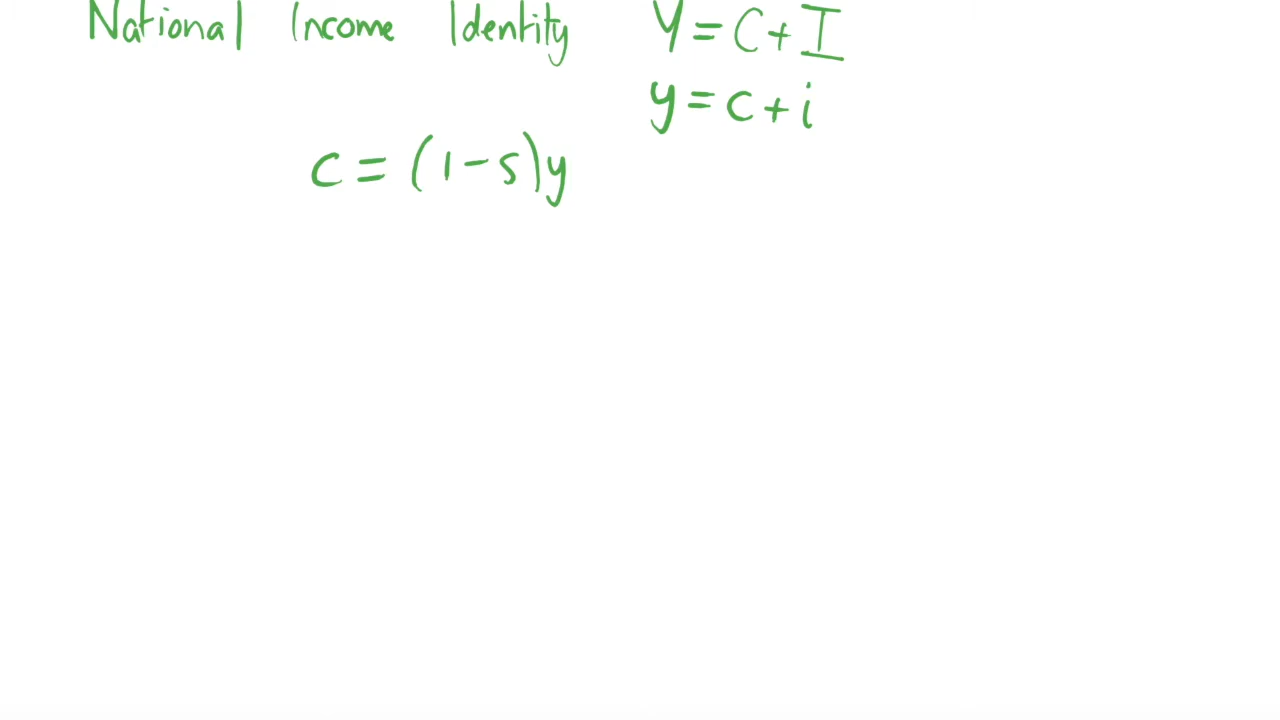 National Income Identity Y = C + I
y = c + i
c = (1 - s)y